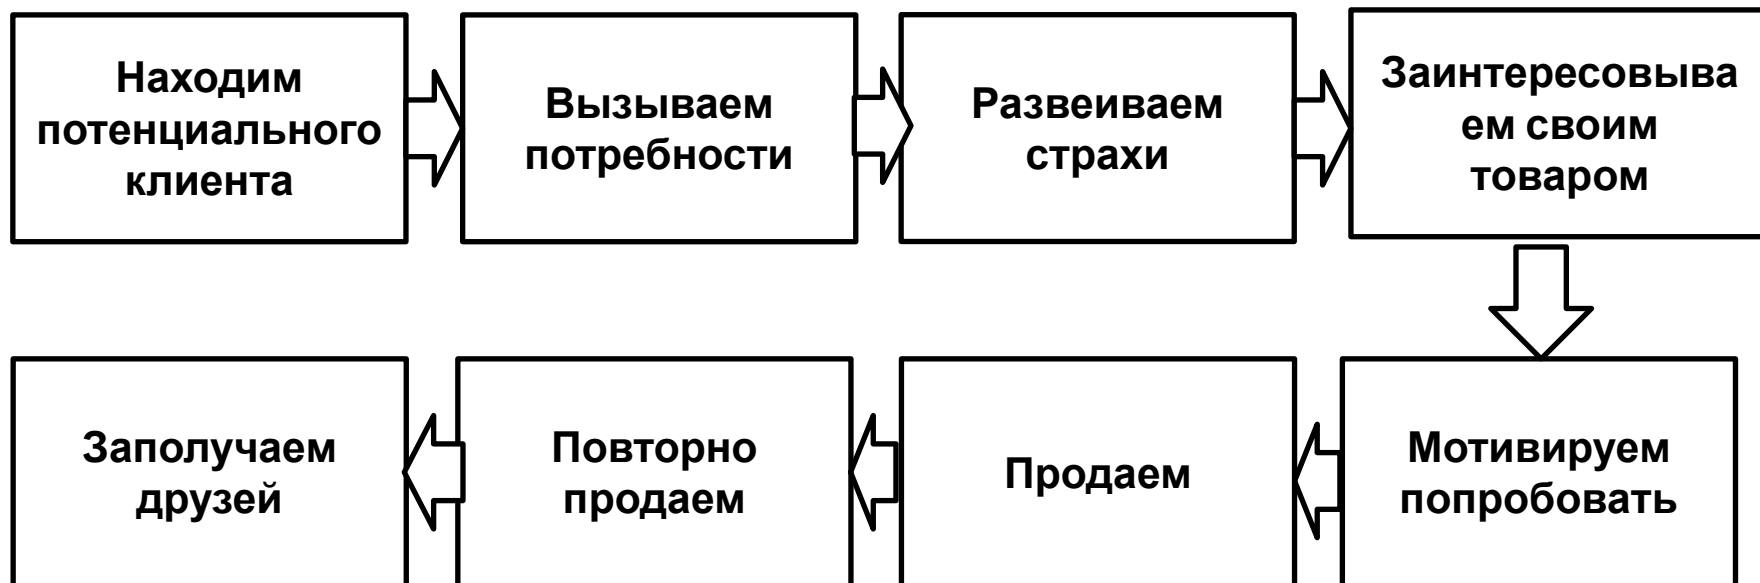 Находим
потенциального
клиента
Вызываем
потребности
Развеиваем
страхи
Заинтересовыва
ем своим
товаром
Заполучаем
друзей
Повторно
продаем
Продаем
Мотивируем
попробовать